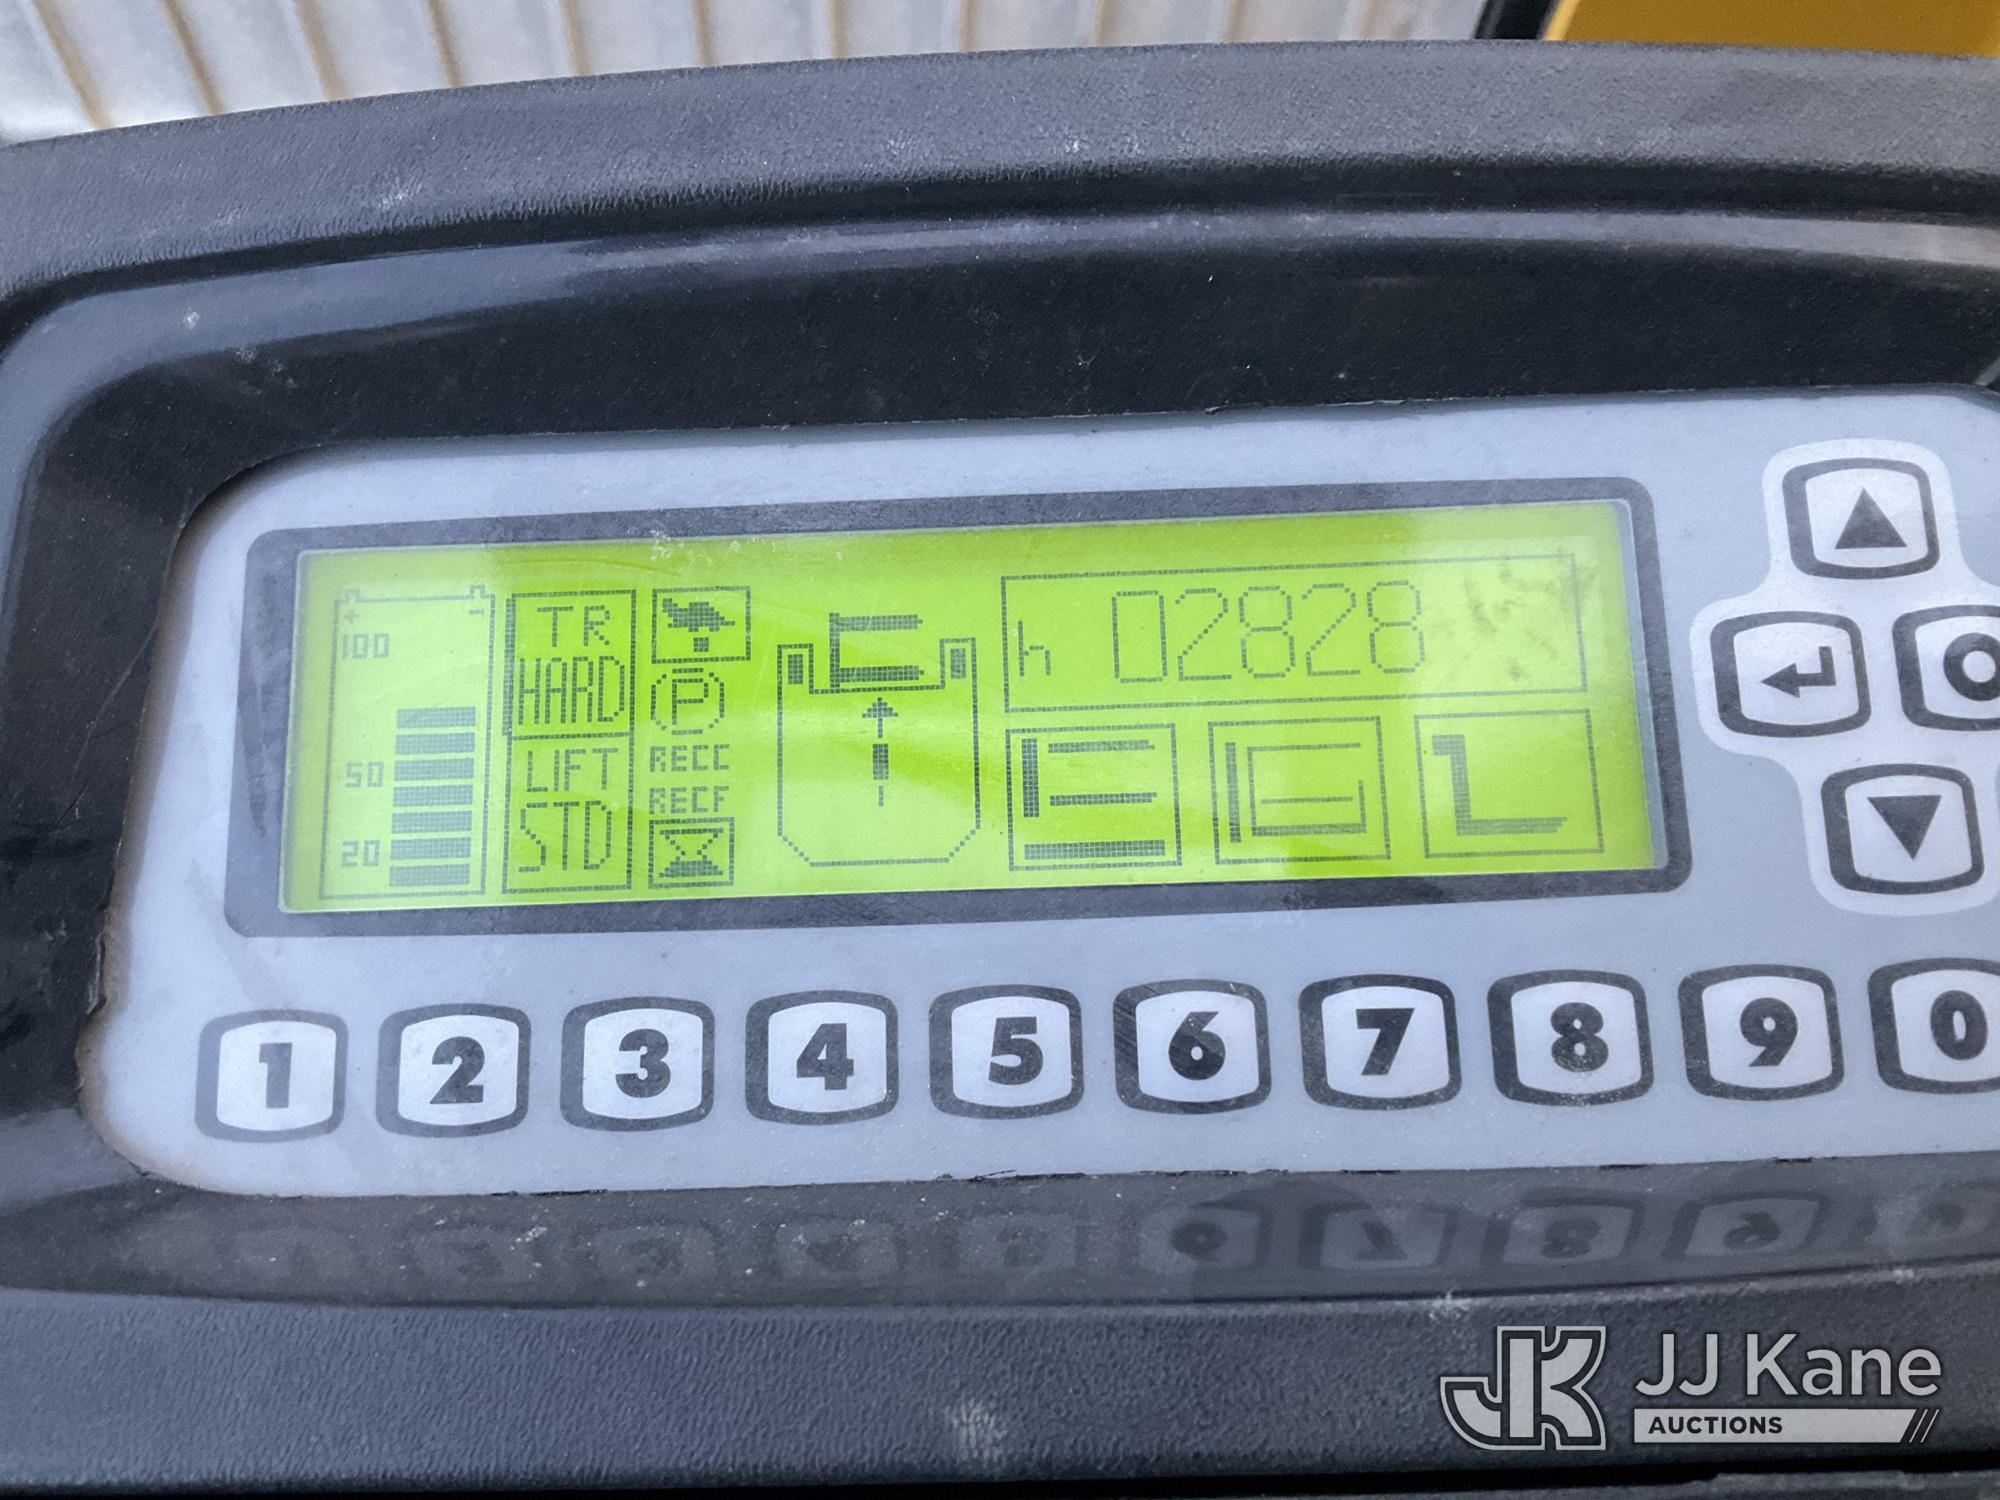 + -
100
50
20
TR
HARD
LIFT
STD
P
RECC
RECF
h 02828
1 2 3 4 5 6 7 8 9 0
JK JJ Kane
AUCTIONS